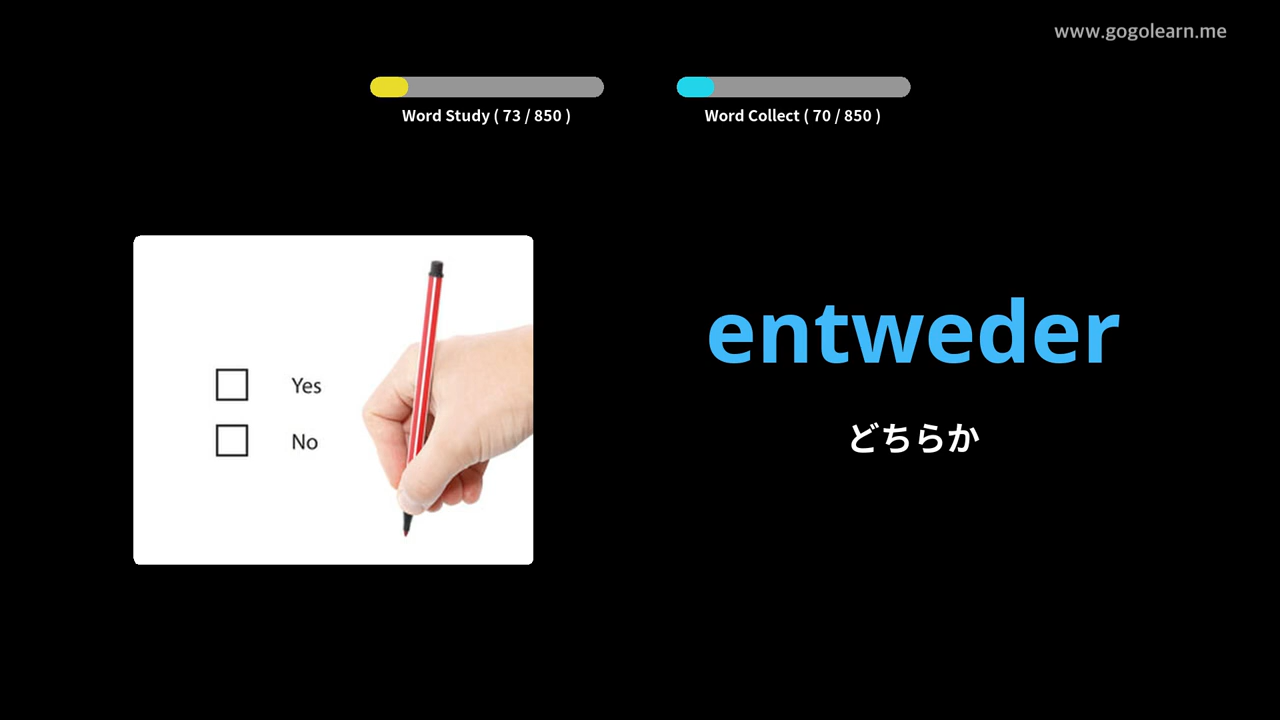 www.gogolearn.me
Word Study ( 73 / 850 )
Word Collect ( 70 / 850 )
Yes
No
entweder
どちらか